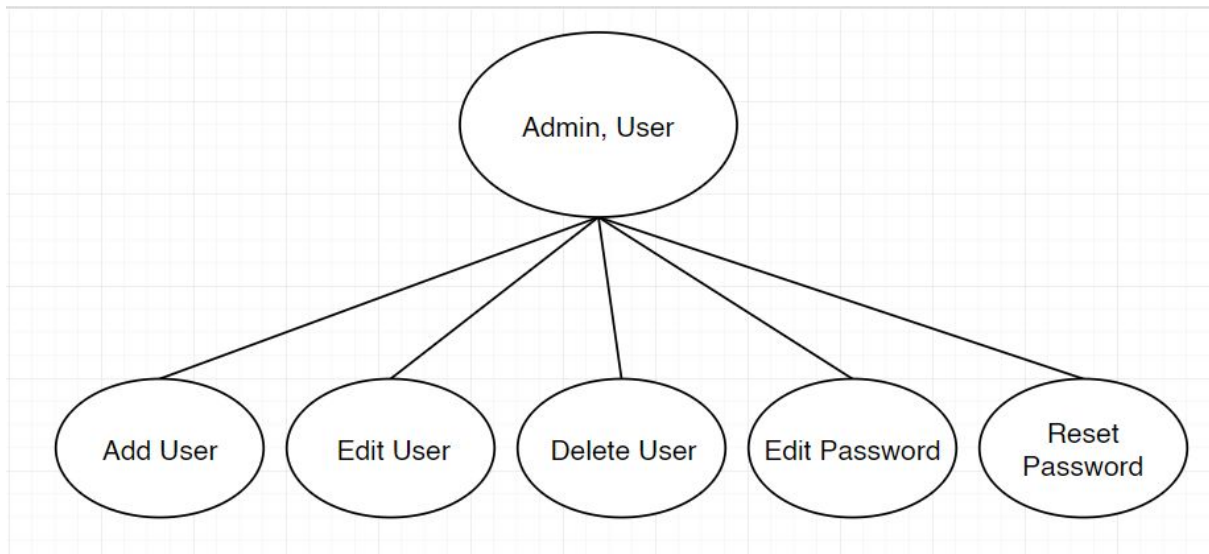 Admin, User
Add User
Edit User
Delete User
Edit Password
Reset
Password